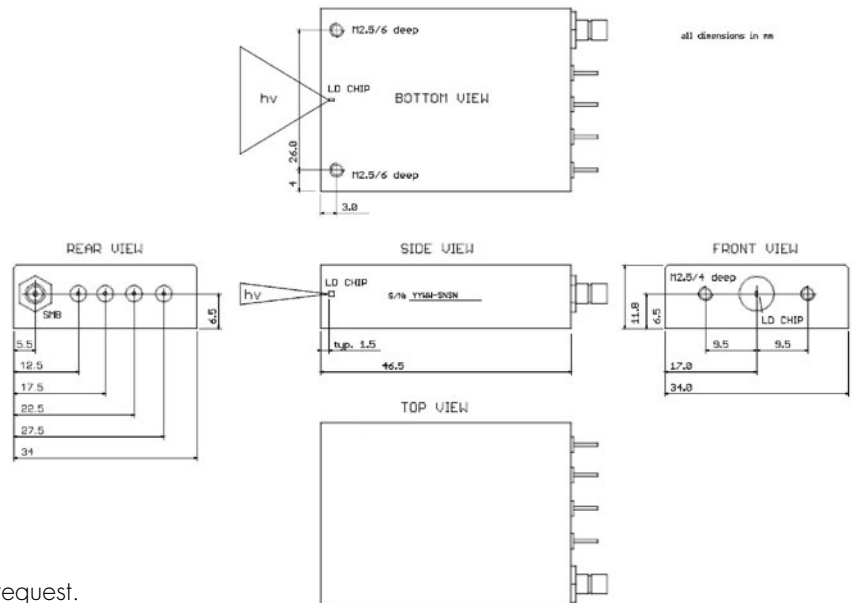 M2.5/6 deep
all dimensions in mm
LD CHIP
hv
BOTTOM VIEW
26.0
M2.5/6 deep
4
3.0
REAR VIEW
SIDE VIEW
FRONT VIEW
LD CHIP
M2.5/4 deep
hv
S/N: YYWW-SNSN
SMB
6.5
11.8
6.5
LD CHIP
5.5
typ. 1.5
9.5
9.5
12.5
46.5
17.0
17.5
34.0
22.5
TOP VIEW
27.5
34
equest.